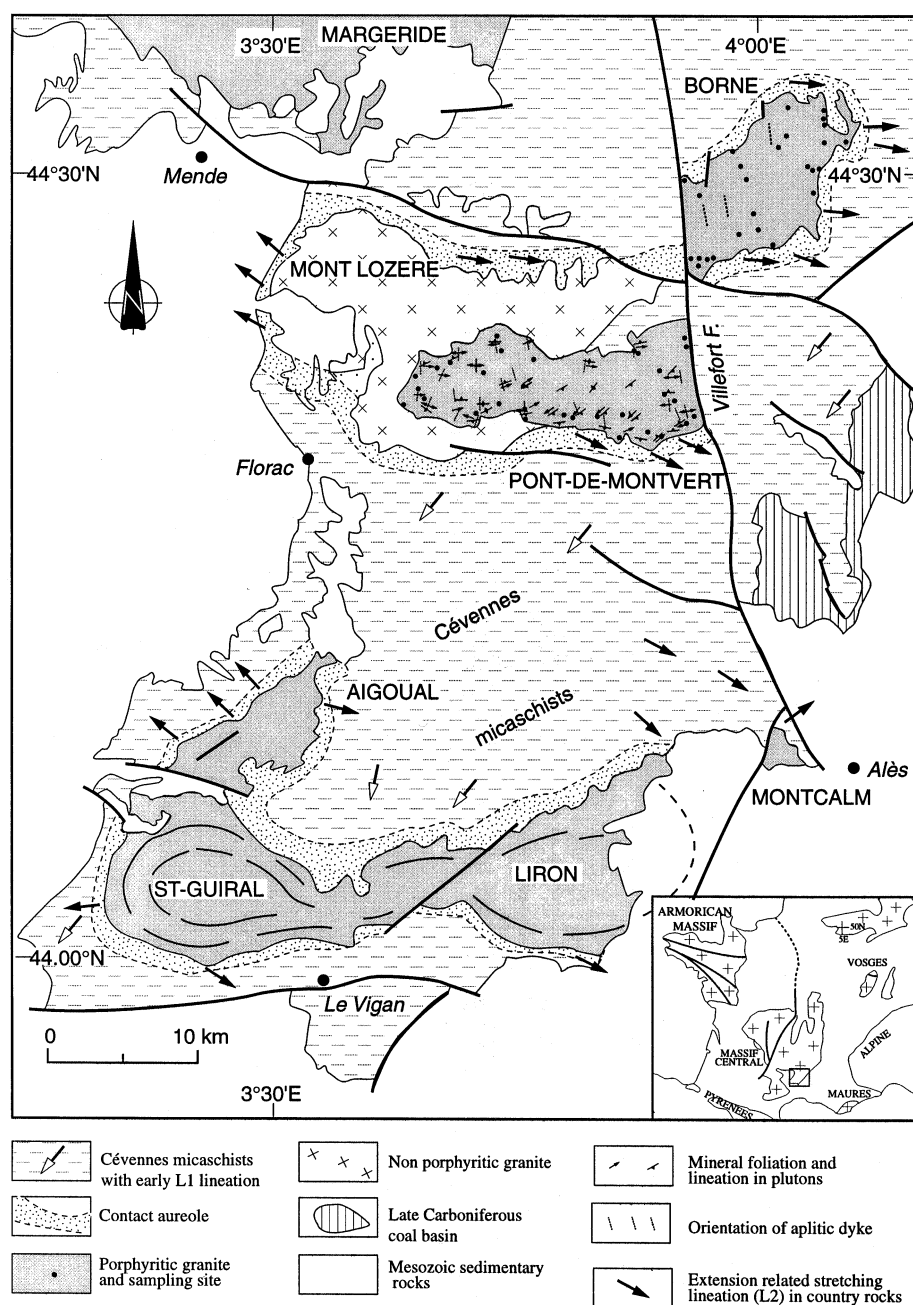 3°30'E
4°00'E
MARGERIDE
BORNE
44°30'N
44°30'N
Mende
MONT LOZERE
N
Villefort F.
Florac
PONT-DE-MONTVERT
Cévennes
micaschists
AIGOUAL
Alès
MONTCALM
LIRON
ST-GUIRAL
44.00°N
Le Vigan
0 10 km
3°30'E
ARMORICAN
MASSIF
50N
5E
VOSGES
MASSIF
CENTRAL
ALPINE
PYRENEES
MAURES
Cévennes micaschists
with early L1 lineation
Contact aureole
Porphyritic granite
and sampling site
Non porphyritic granite
Late Carboniferous
coal basin
Mesozoic sedimentary
rocks
Mineral foliation and
lineation in plutons
Orientation of aplitic dyke
Extension related stretching
lineation (L2) in country rocks